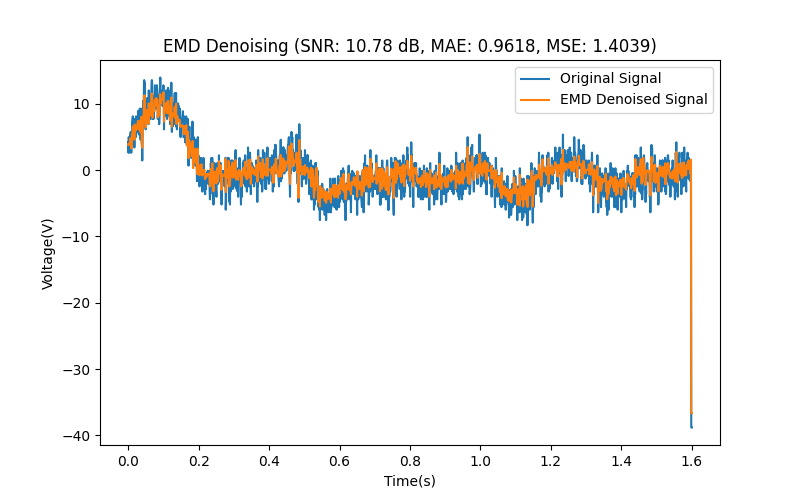 EMD Denoising (SNR: 10.78 dB, MAE: 0.9618, MSE: 1.4039)
Original Signal
EMD Denoised Signal
10
0
−10
−20
−30
−40
Voltage(V)
0.0 0.2 0.4 0.6 0.8 1.0 1.2 1.4 1.6
Time(s)